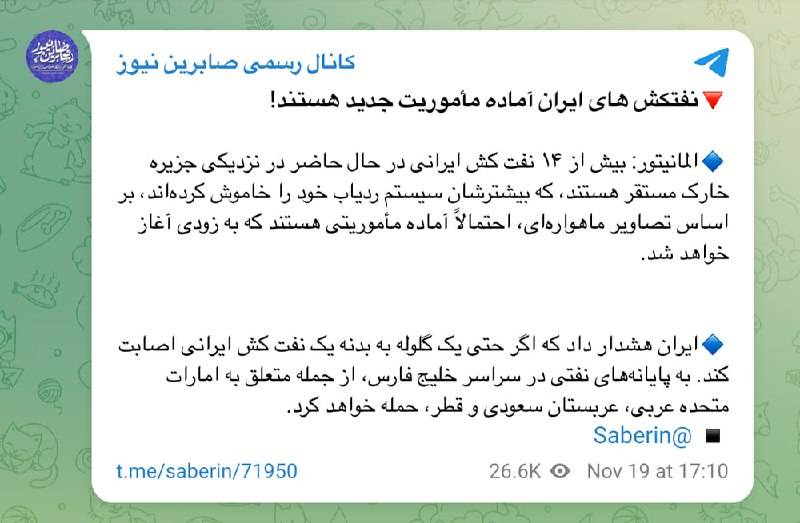 کانال رسمی صابرین نیوز
🔻نفتکش های ایران آماده مأموریت جدید هستند!
🔹المانیتور: بیش از ۱۴ نفت کش ایرانی در حال حاضر در نزدیکی جزیره
خارک مستقر هستند، که بیشترشان سیستم ردیاب خود را خاموش کرده‌اند، بر
اساس تصاویر ماهواره‌ای، احتمالاً آماده مأموریتی هستند که به زودی آغاز
خواهد شد.
🔹ایران هشدار داد که اگر حتی یک گلوله به بدنه یک نفت کش ایرانی اصابت
کند. به پایانه‌های نفتی در سراسر خلیج فارس، از جمله متعلق به امارات
متحده عربی، عربستان سعودی و قطر، حمله خواهد کرد.
◾️ @Saberin
t.me/saberin/71950 26.6K Nov 19 at 17:10